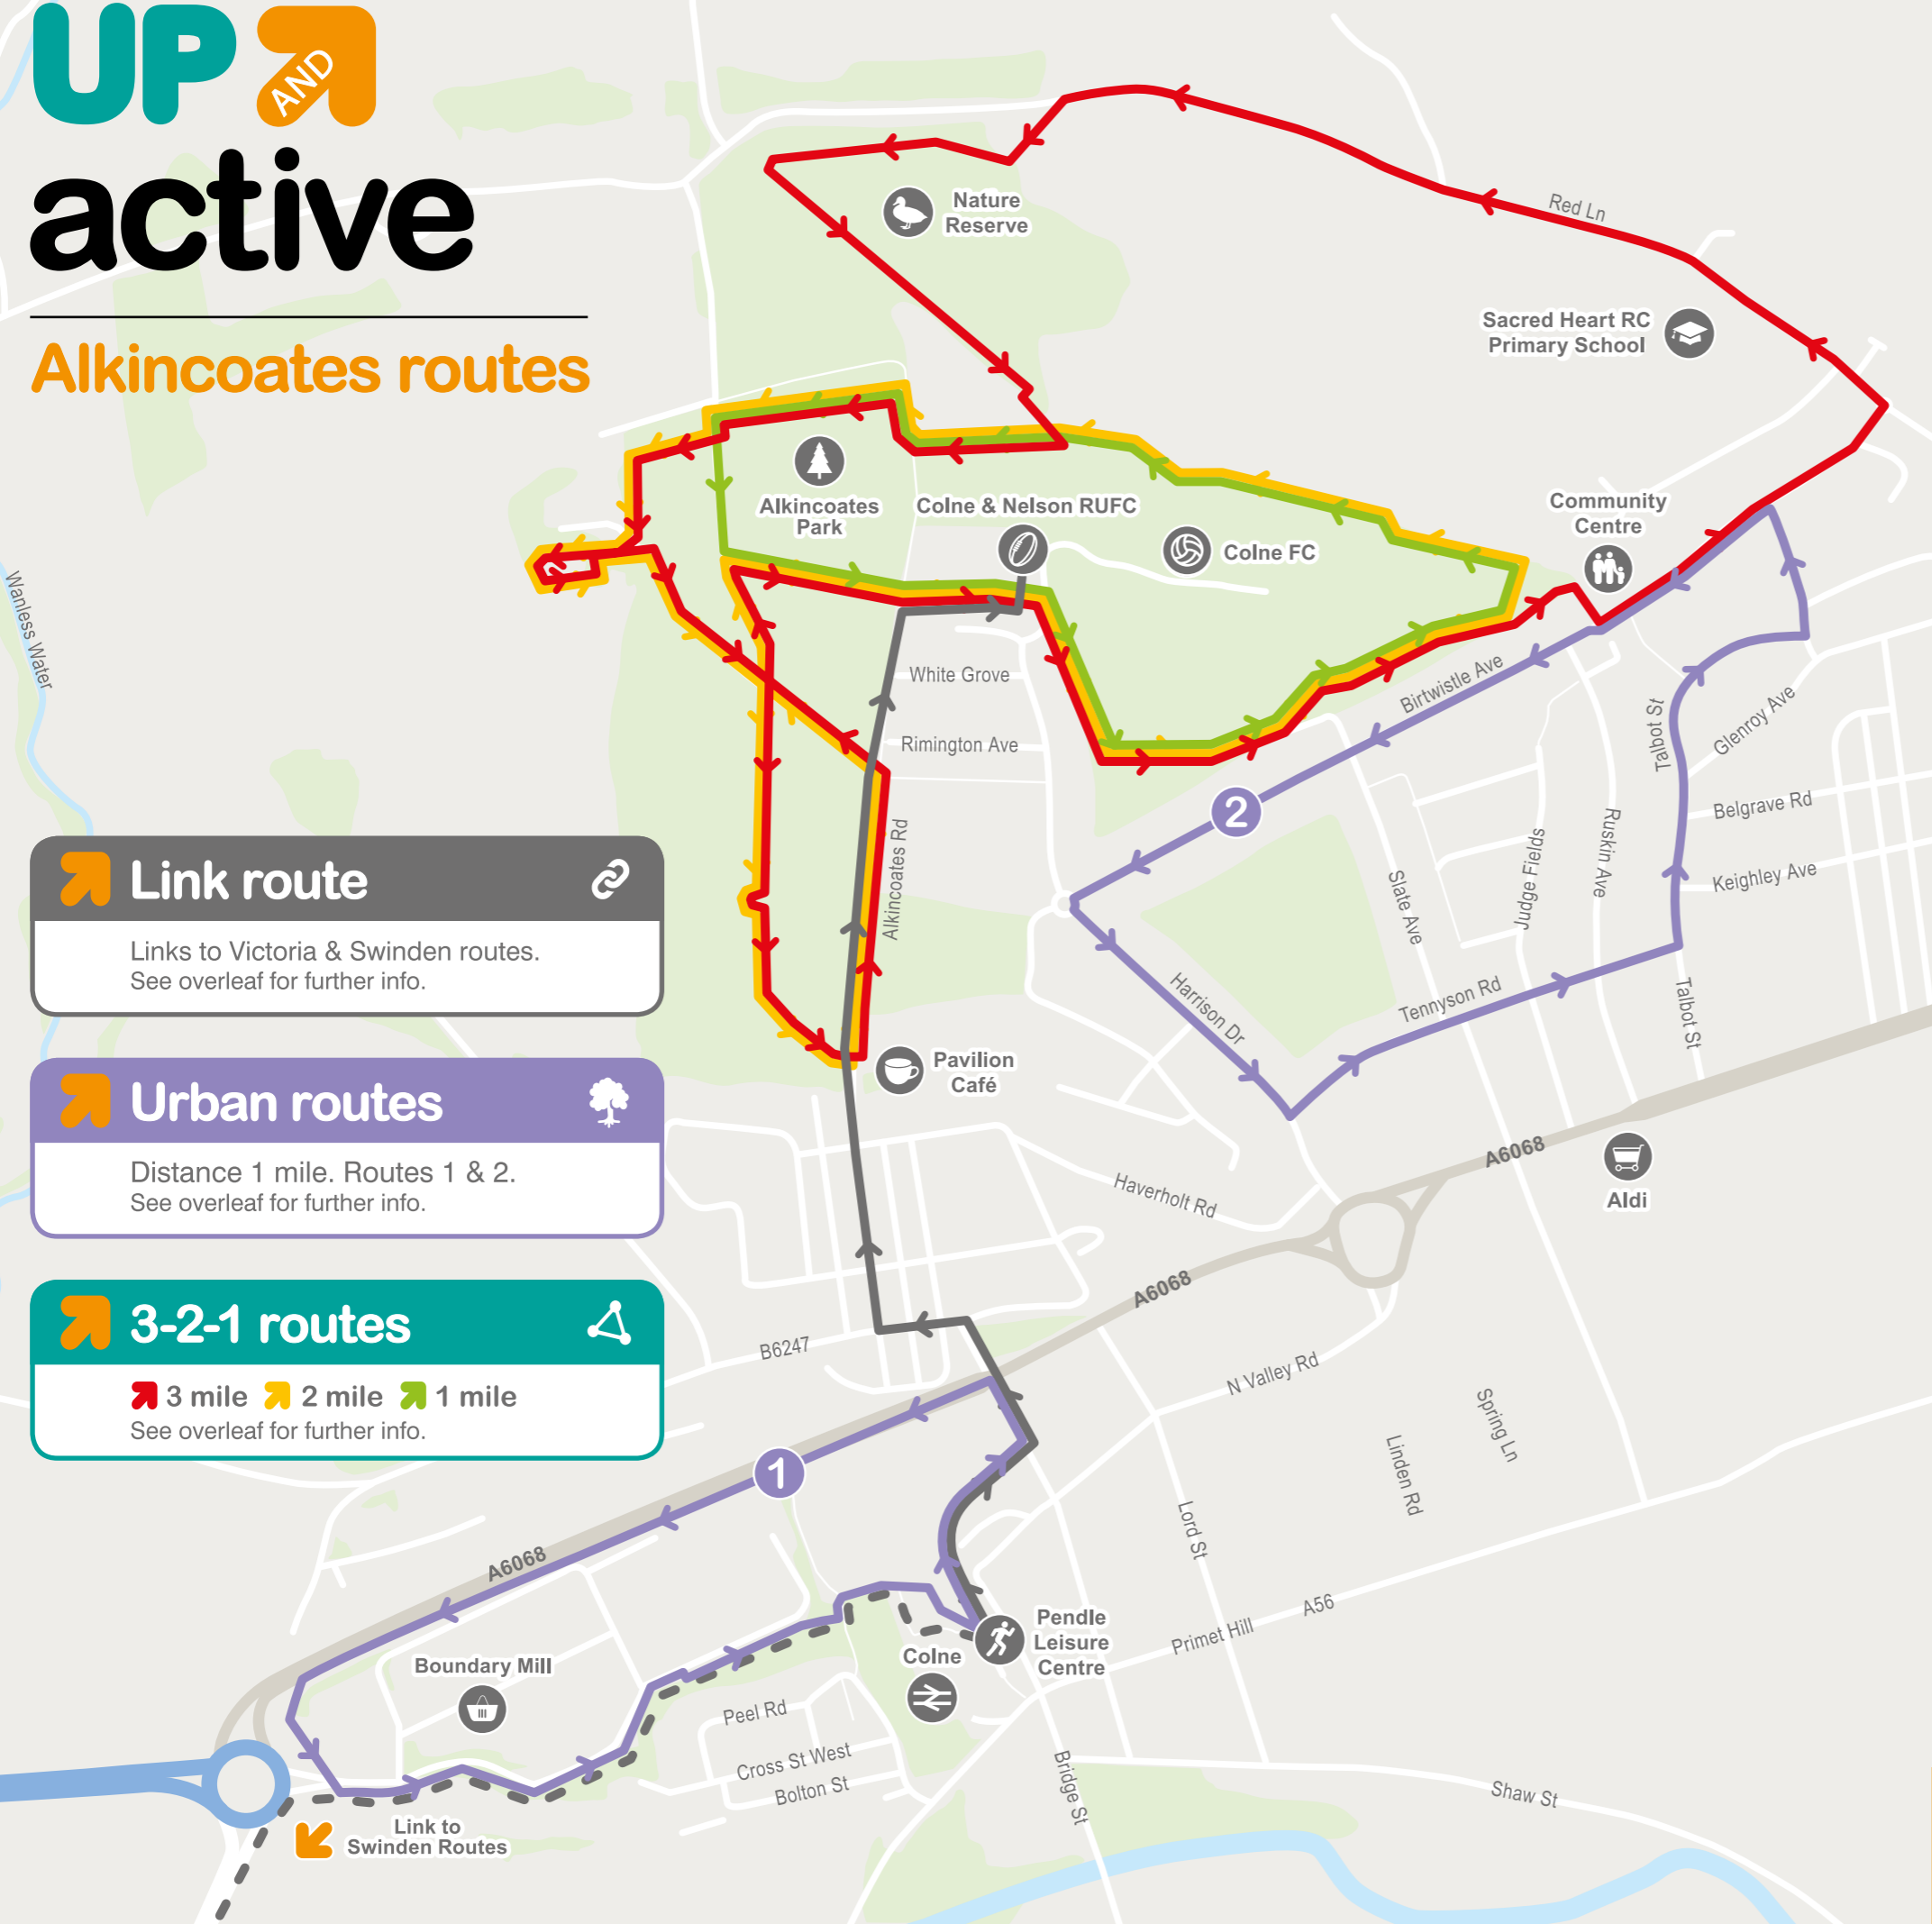 UP
AND
active
Alkincoates routes
Red Ln
Nature
Reserve
Sacred Heart RC
Primary School
Alkincoates
Park
Colne & Nelson RUFC
Colne FC
Community
Centre
Wanless Water
White Grove
Rimington Ave
Birtwistle Ave
Talbot St
Glenroy Ave
Belgrave Rd
Keighley Ave
Ruskin Ave
Judge Fields
Slate Ave
2
Alkincoates Rd
Harrison Dr
Tennyson Rd
Talbot St
Link route
Links to Victoria & Swinden routes.
See overleaf for further info.
Pavilion
Café
Urban routes
Distance 1 mile. Routes 1 & 2.
See overleaf for further info.
A6068
Aldi
Haverholt Rd
A6068
3-2-1 routes
3 mile 2 mile 1 mile
See overleaf for further info.
B6247
N Valley Rd
Spring Ln
Linden Rd
1
Lord St
A6068
A56
Primet Hill
Pendle
Leisure
Centre
Colne
Boundary Mill
Peel Rd
Cross St West
Bolton St
Bridge St
Shaw St
Link to
Swinden Routes